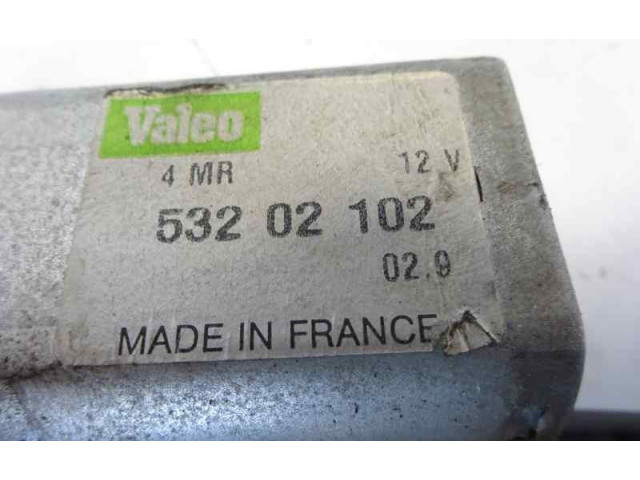 Valeo
4 MR 12 V
532 02 102
02.9
MADE IN FRANCE